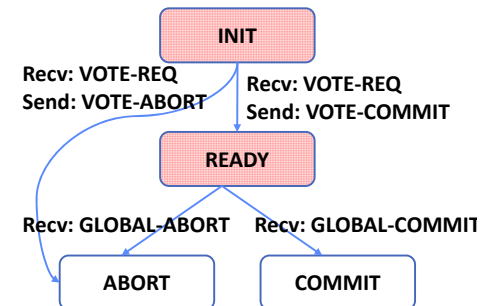 INIT
Recv: VOTE-REQ
Send: VOTE-ABORT
Recv: VOTE-REQ
Send: VOTE-COMMIT
READY
Recv: GLOBAL-ABORT
Recv: GLOBAL-COMMIT
ABORT
COMMIT